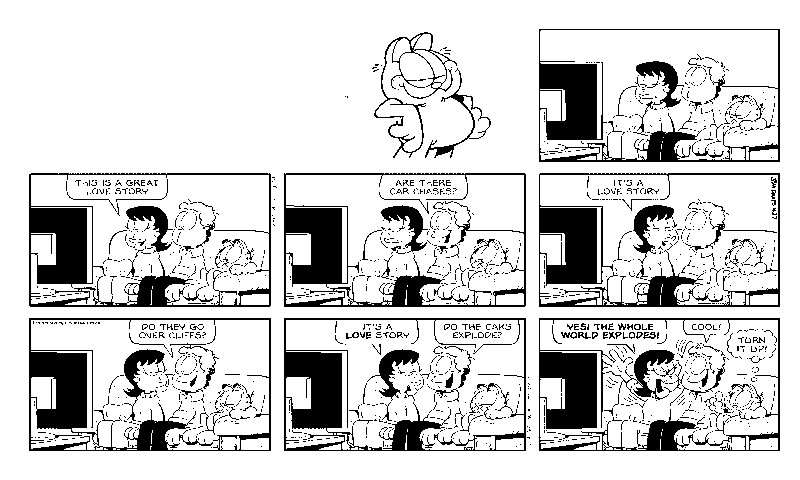 THIS IS A GREAT
LOVE STORY
ARE THERE
CAR CHASES?
IT'S A
LOVE STORY
DO THEY GO
OVER CLIFFS?
IT'S A
LOVE STORY
DO THE CARS
EXPLODE?
YES! THE WHOLE
WORLD EXPLODES!
COOL!
TURN
IT UP!